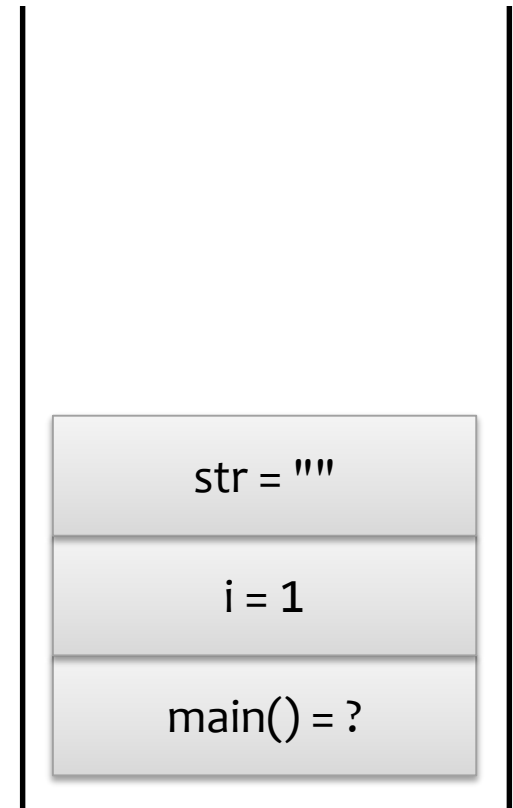 str = ""
i = 1
main() = ?